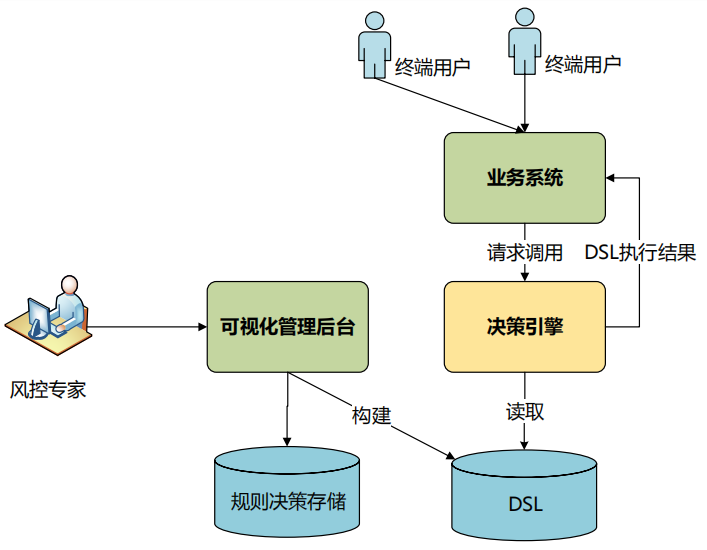 终端用户
终端用户
业务系统
请求调用
DSL执行结果
可视化管理后台
决策引擎
风控专家
构建
读取
规则决策存储
DSL